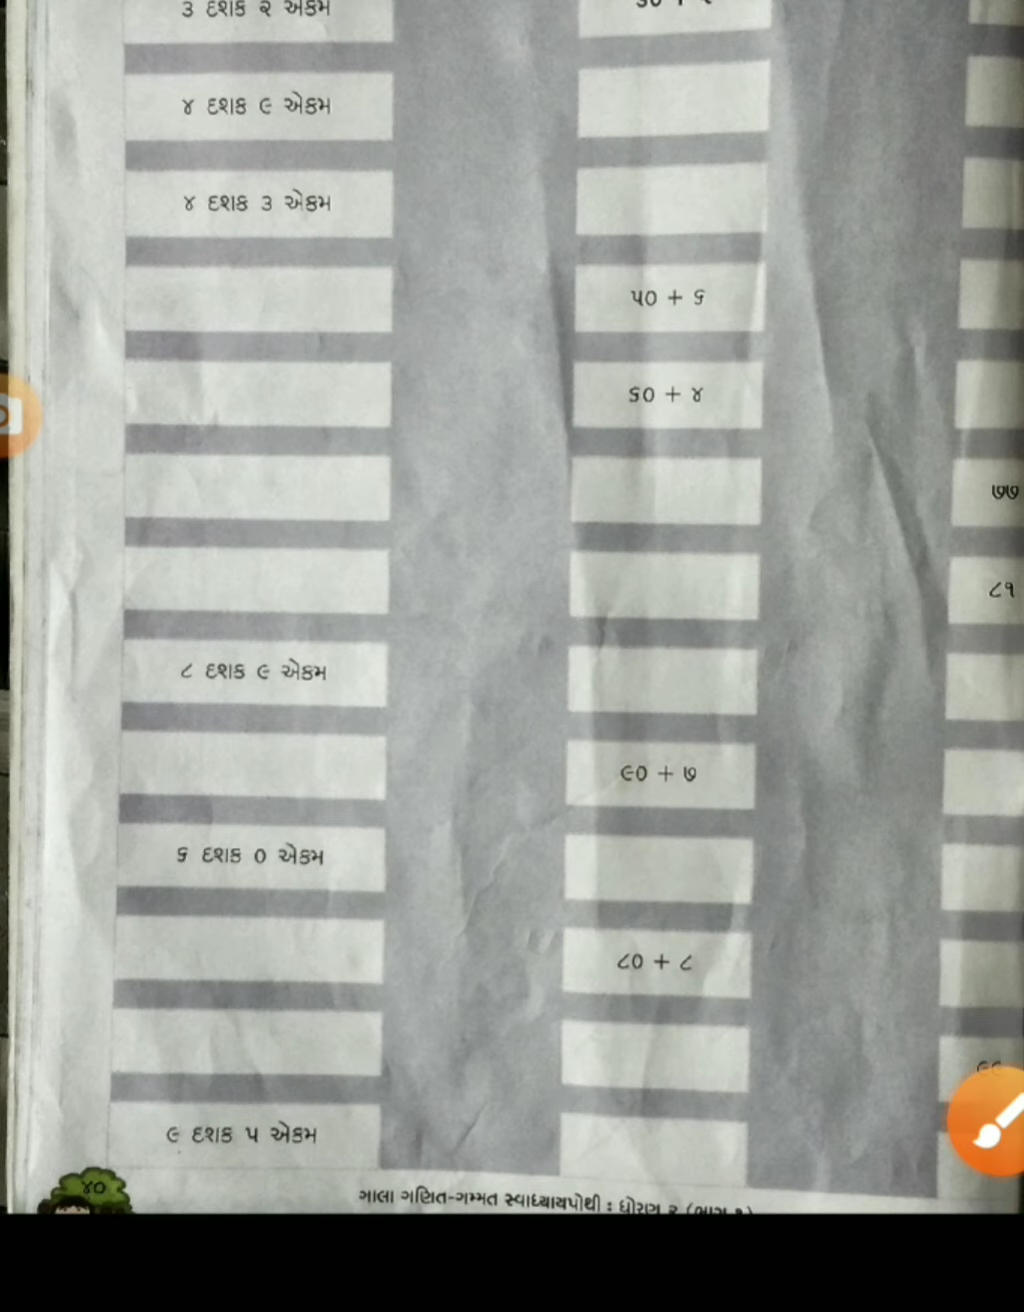 ૩ દશક ૨ એકમ
૪ દશક ૯ એકમ
૪ દશક ૩ એકમ
૫૦ + ૬
૬૦ + ૪
૭૭
૮૧
૮ દશક ૯ એકમ
૯૦ + ૭
૬ દશક ૦ એકમ
૮૦ + ૮
૯૯
૯ દશક ૫ એકમ
૪૦
ગાલા ગણિત-ગમ્મત સ્વાધ્યાયપોથી : ધોરણ ૨ (ભાગ ૧)